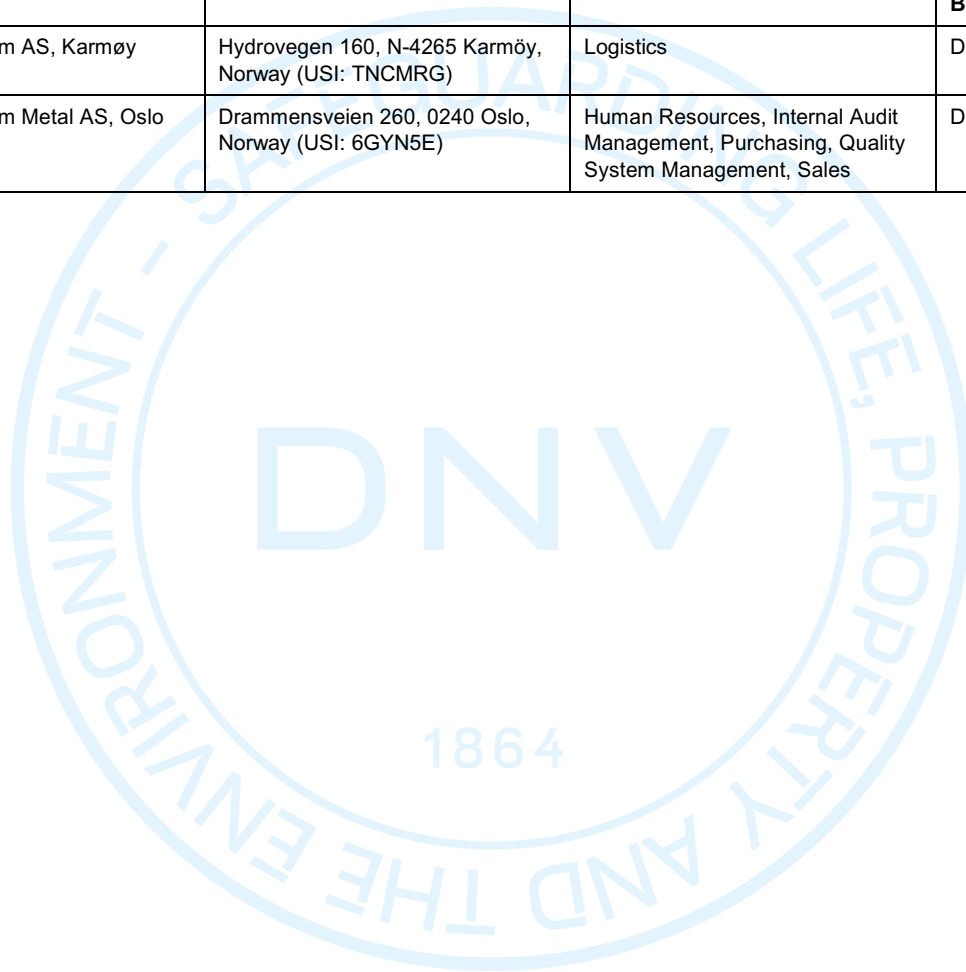 B
m AS, Karmøy
Hydrovegen 160, N-4265 Karmöy,
Norway (USI: TNCMRG)
Logistics
D
m Metal AS, Oslo
Drammensveien 260, 0240 Oslo,
Norway (USI: 6GYN5E)
Human Resources, Internal Audit
Management, Purchasing, Quality
System Management, Sales
D
SAFEGUARDING LIFE, PROPERTY AND THE ENVIRONMENT -
DNV
1864